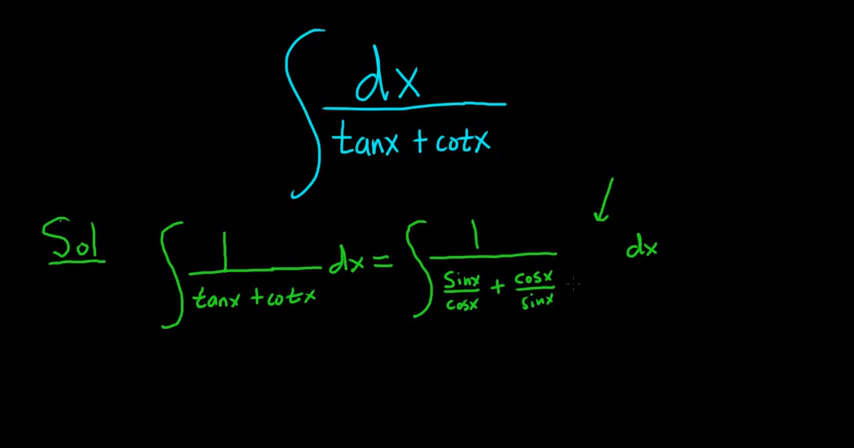 ∫ dx / (tanx + cotx)
Sol ∫ 1 / (tanx + cotx) dx = ∫ 1 / (sinx/cosx + cosx/sinx) dx